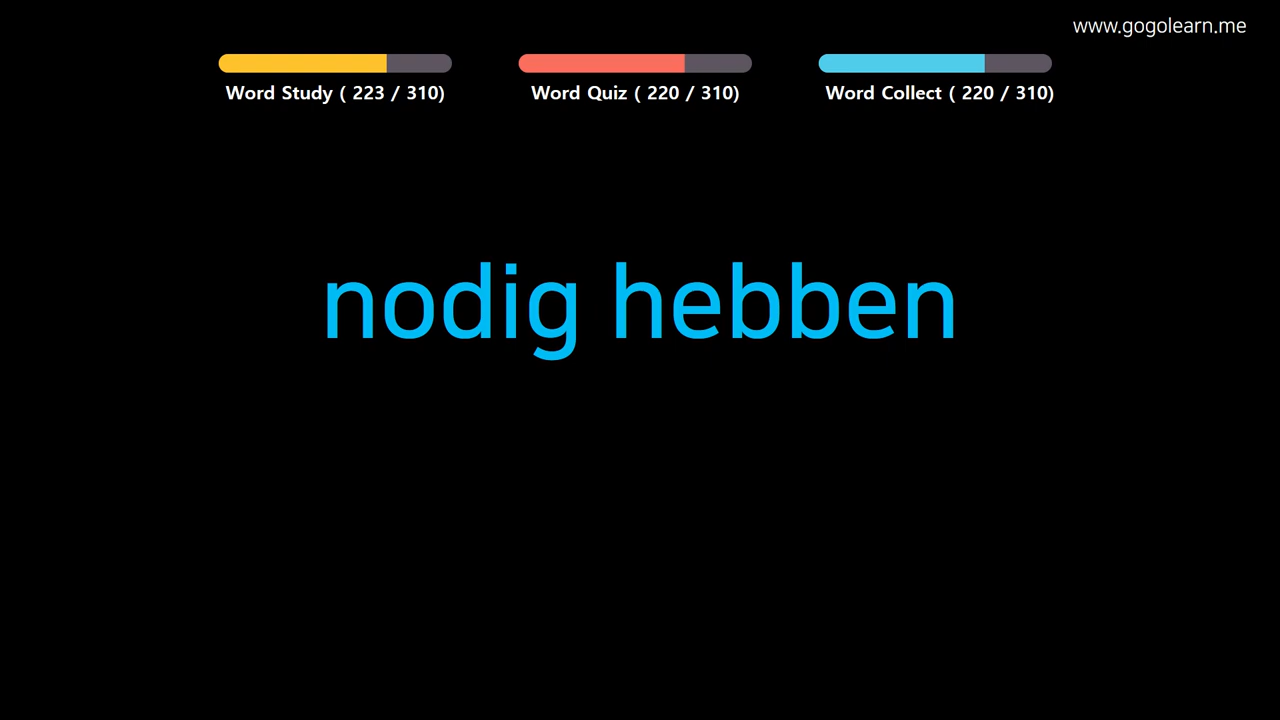 www.gogolearn.me
Word Study ( 223 / 310)
Word Quiz ( 220 / 310)
Word Collect ( 220 / 310)
nodig hebben